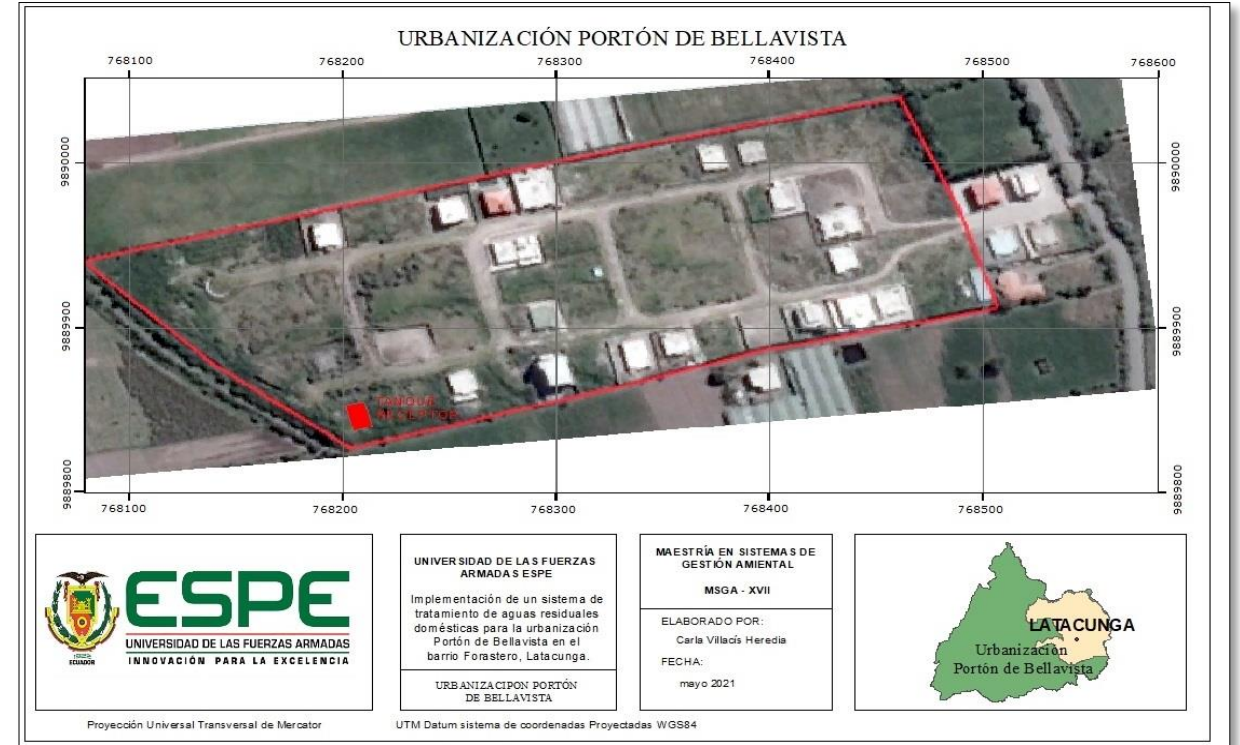 URBANIZACIÓN PORTÓN DE BELLAVISTA
768100 768200 768300 768400 768500 768600
9890000 9890000
9889900 9889900
9889800 9889800
TANQUE
RECEPTOR
768100 768200 768300 768400 768500
ESPE
UNIVERSIDAD DE LAS FUERZAS ARMADAS
INNOVACIÓN PARA LA EXCELENCIA
ECUADOR
UNIVERSIDAD DE LAS FUERZAS
ARMADAS ESPE
Implementación de un sistema de
tratamiento de aguas residuales
domésticas para la urbanización
Portón de Bellavista en el
barrio Forastero, Latacunga.
URBANIZACIPON PORTÓN
DE BELLAVISTA
MAESTRÍA EN SISTEMAS DE
GESTIÓN AMIENTAL
MSGA - XVII
ELABORADO POR:
Carla Villacís Heredia
FECHA:
mayo 2021
LATACUNGA
Urbanización
Portón de Bellavista
Proyección Universal Transversal de Mercator
UTM Datum sistema de coordenadas Proyectadas WGS84